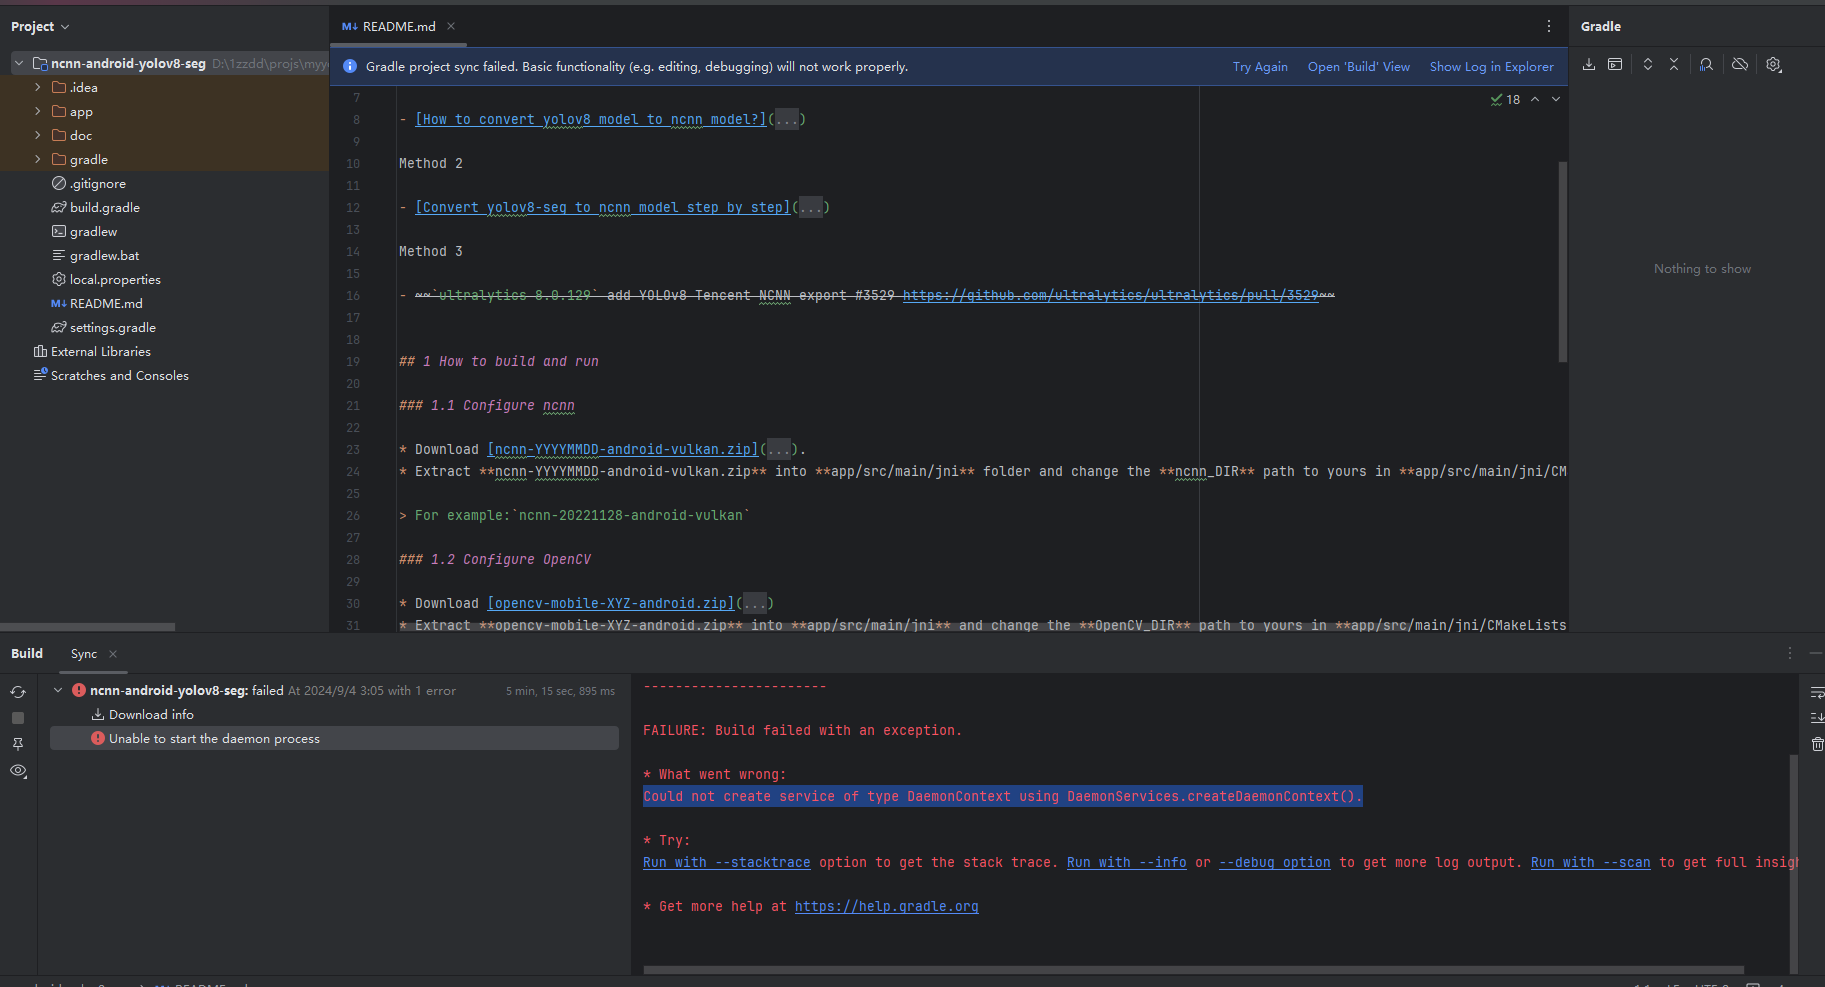 Project
README.md
Gradle
ncnn-android-yolov8-seg D:\1zzdd\projs\myy
Gradle project sync failed. Basic functionality (e.g. editing, debugging) will not work properly.
Try Again Open 'Build' View Show Log in Explorer
.idea
app
doc
gradle
.gitignore
build.gradle
gradlew
gradlew.bat
local.properties
README.md
settings.gradle
External Libraries
Scratches and Consoles
18
7
8 - [How to convert yolov8 model to ncnn model?](...)
9
10 Method 2
11
12 - [Convert yolov8-seg to ncnn model step by step](...)
13
14 Method 3
15
16 - ~~`ultralytics 8.0.129` add YOLOv8 Tencent NCNN export #3529 https://github.com/ultralytics/ultralytics/pull/3529~~
17
18
19 ## 1 How to build and run
20
21 ### 1.1 Configure ncnn
22
23 * Download [ncnn-YYYYMMDD-android-vulkan.zip](...).
24 * Extract **ncnn-YYYYMMDD-android-vulkan.zip** into **app/src/main/jni** folder and change the **ncnn_DIR** path to yours in **app/src/main/jni/CM
25
26 > For example:`ncnn-20221128-android-vulkan`
27
28 ### 1.2 Configure OpenCV
29
30 * Download [opencv-mobile-XYZ-android.zip](...)
31 * Extract **opencv-mobile-XYZ-android.zip** into **app/src/main/jni** and change the **OpenCV_DIR** path to yours in **app/src/main/jni/CMakeLists
Nothing to show
Build Sync
ncnn-android-yolov8-seg: failed At 2024/9/4 3:05 with 1 error 5 min, 15 sec, 895 ms
Download info
Unable to start the daemon process
-----------------------
FAILURE: Build failed with an exception.
* What went wrong:
Could not create service of type DaemonContext using DaemonServices.createDaemonContext().
* Try:
Run with --stacktrace option to get the stack trace. Run with --info or --debug option to get more log output. Run with --scan to get full insigh
* Get more help at https://help.gradle.org